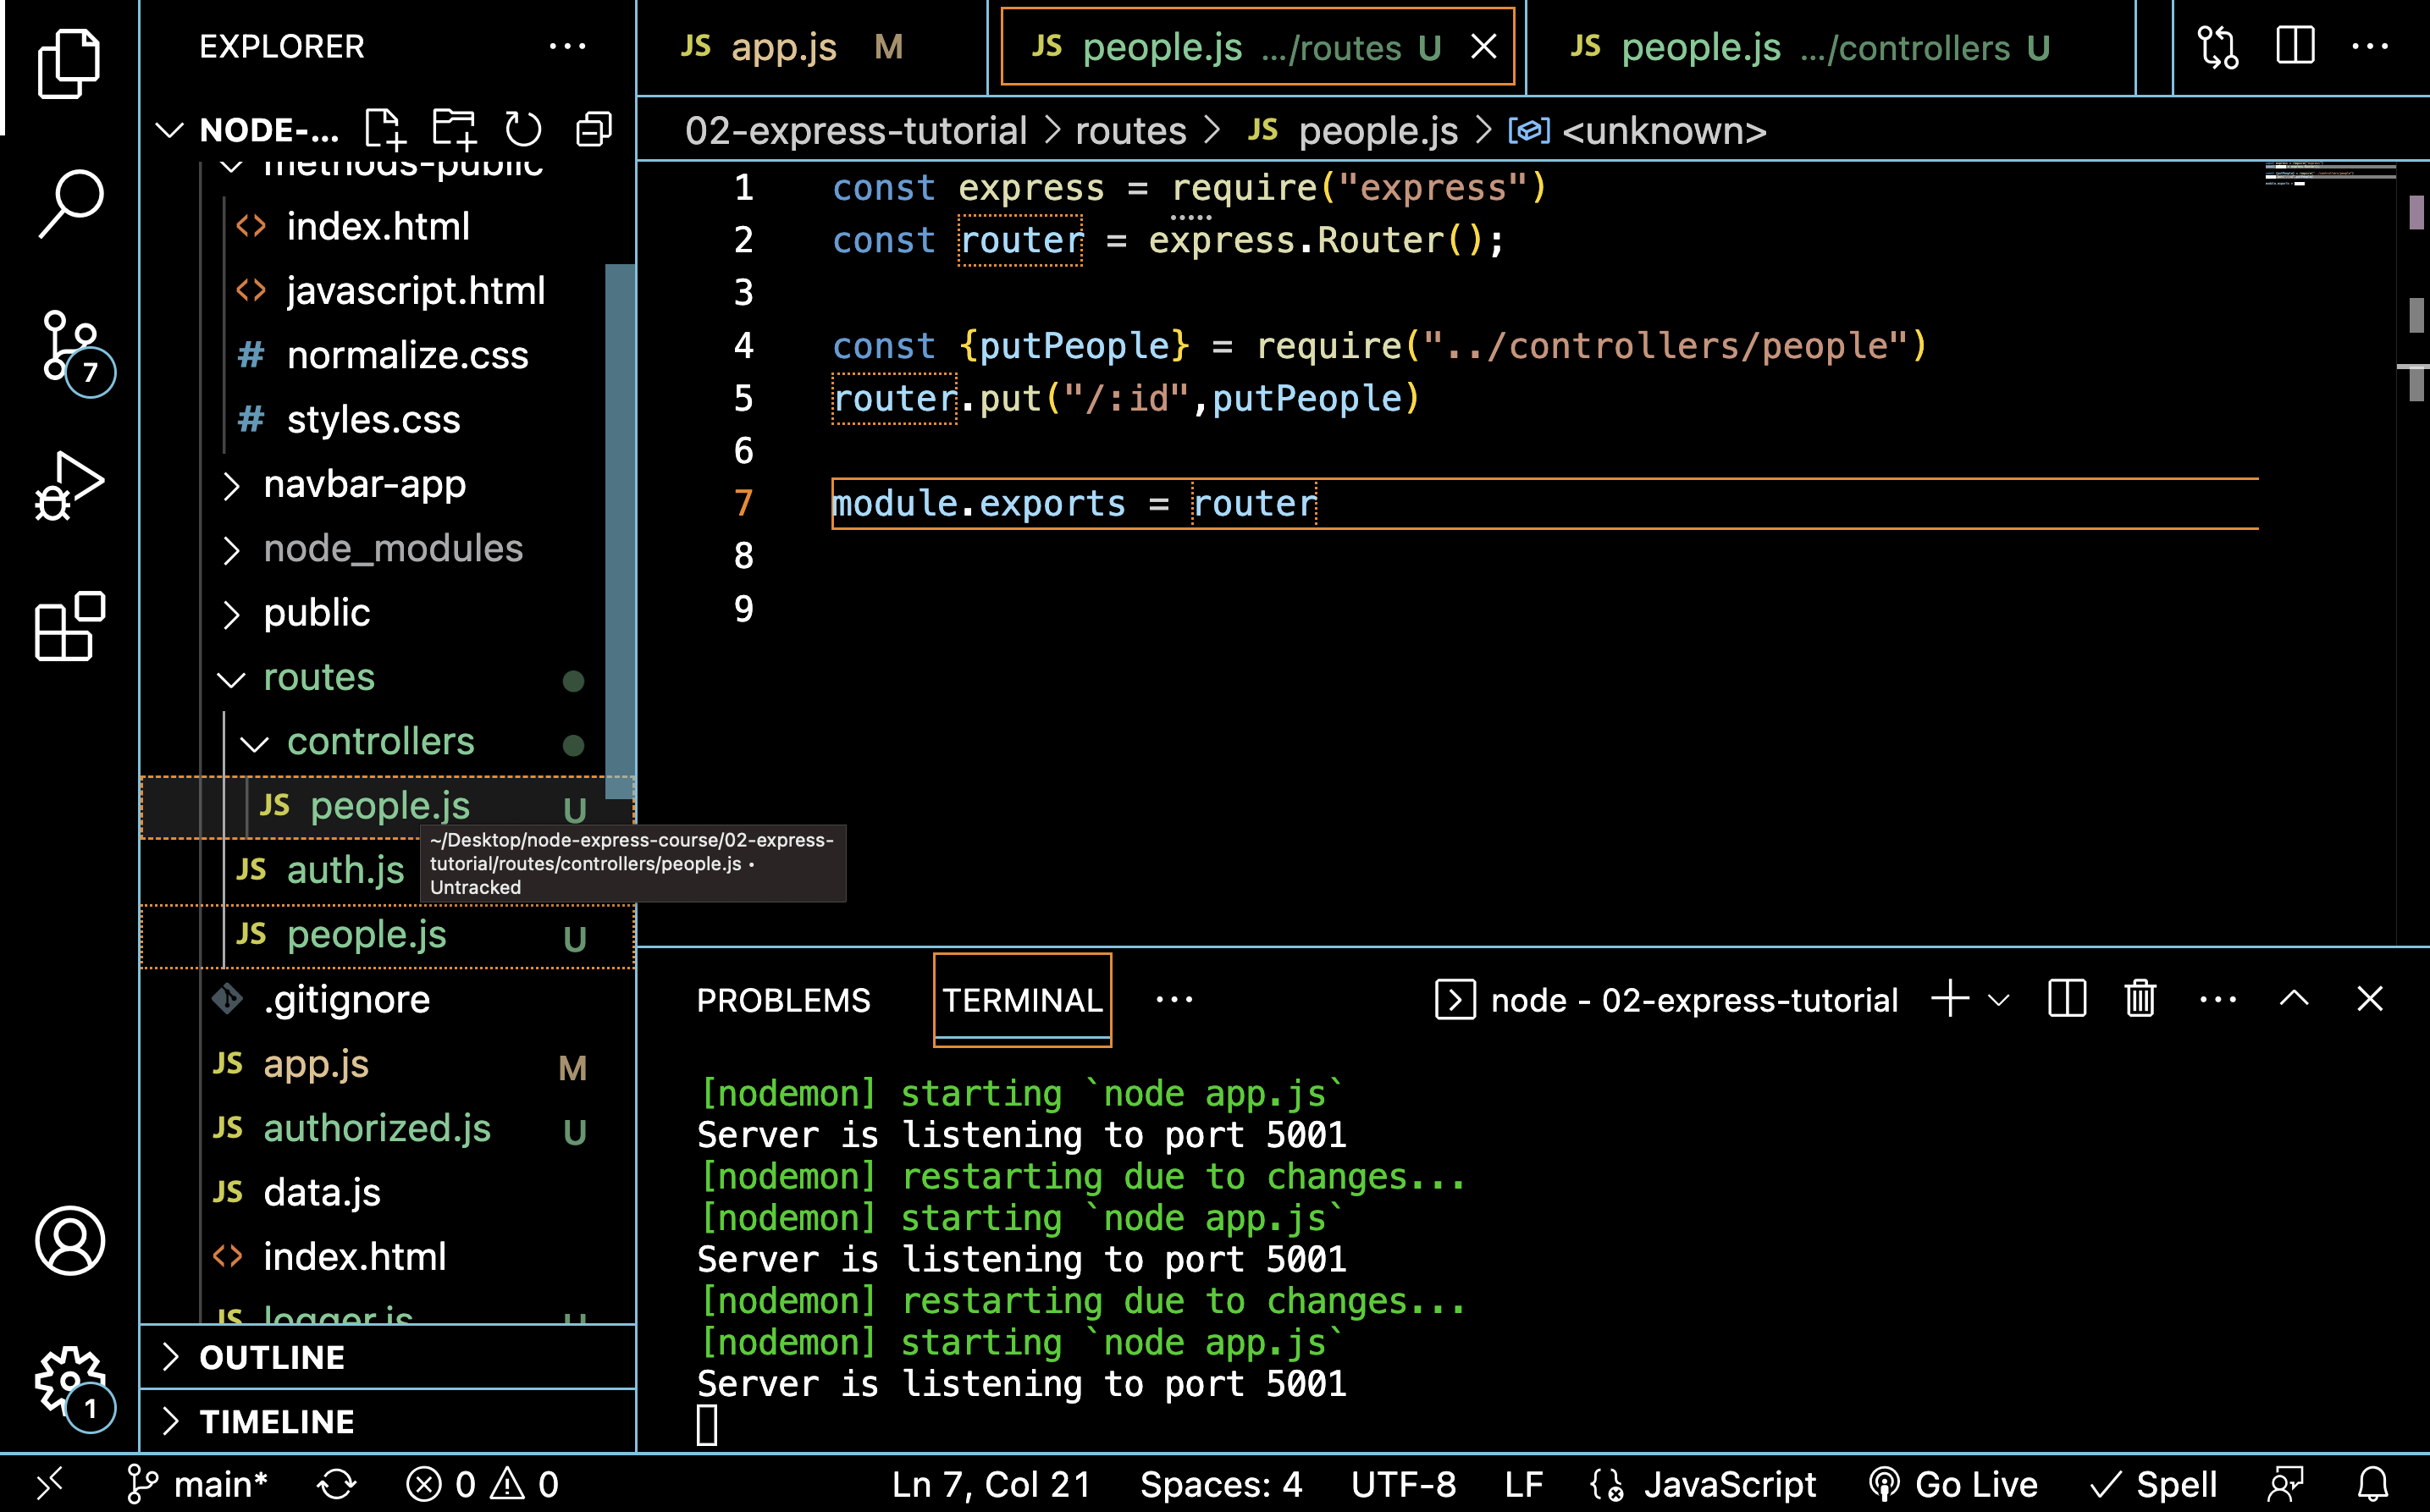 EXPLORER
NODE-...
methods-public
index.html
javascript.html
# normalize.css
# styles.css
navbar-app
node_modules
public
routes
controllers
JS people.js U
~/Desktop/node-express-course/02-express-
tutorial/routes/controllers/people.js •
Untracked
JS auth.js
JS people.js U
.gitignore
JS app.js M
JS authorized.js U
JS data.js
index.html
JS logger.js U
OUTLINE
TIMELINE
7
1
JS app.js M
JS people.js .../routes U
JS people.js .../controllers U
02-express-tutorial > routes > JS people.js > <unknown>
1 const express = require("express")
2 const router = express.Router();
3
4 const {putPeople} = require("../controllers/people")
5 router.put("/:id",putPeople)
6
7 module.exports = router
8
9
PROBLEMS TERMINAL ... node - 02-express-tutorial
[nodemon] starting `node app.js`
Server is listening to port 5001
[nodemon] restarting due to changes...
[nodemon] starting `node app.js`
Server is listening to port 5001
[nodemon] restarting due to changes...
[nodemon] starting `node app.js`
Server is listening to port 5001
main* 0 0 Ln 7, Col 21 Spaces: 4 UTF-8 LF JavaScript Go Live Spell